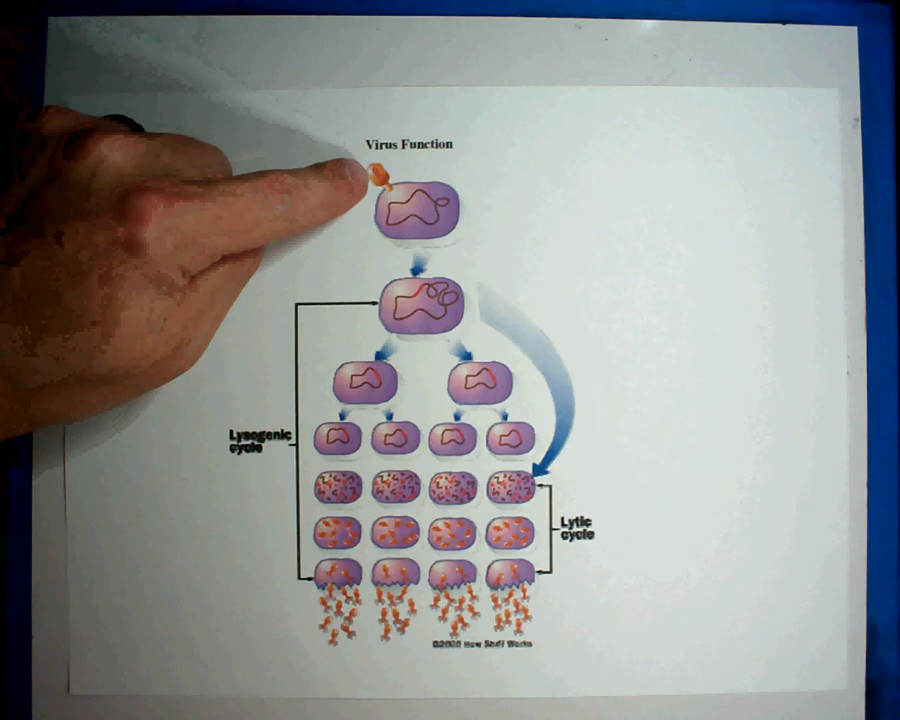 Virus Function
Lysogenic
cycle
Lytic
cycle
©2000 How Stuff Works